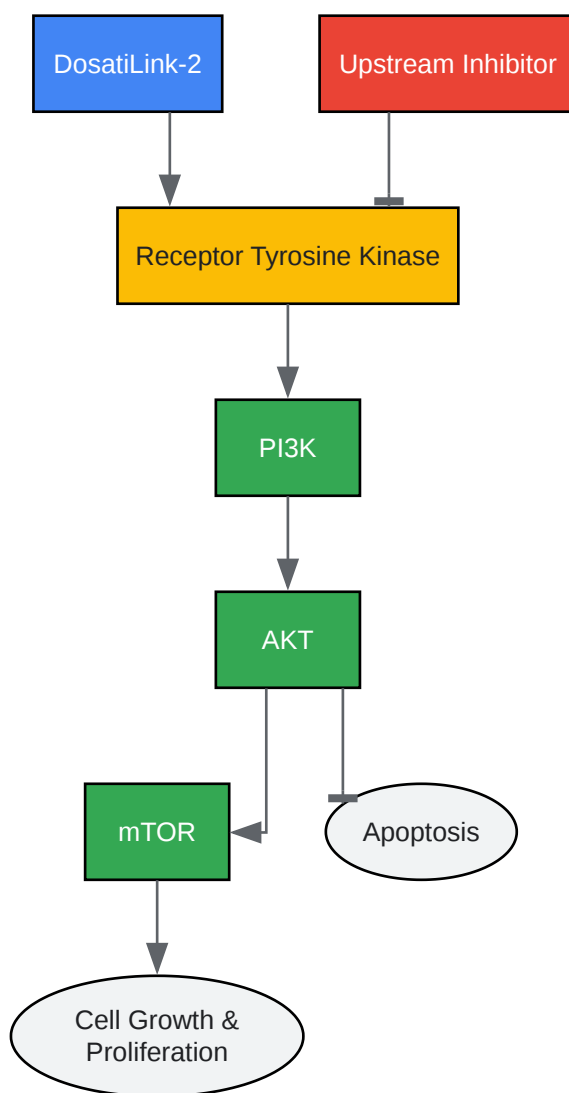 DosatiLink-2
Upstream Inhibitor
Receptor Tyrosine Kinase
PI3K
AKT
mTOR
Apoptosis
Cell Growth &
Proliferation